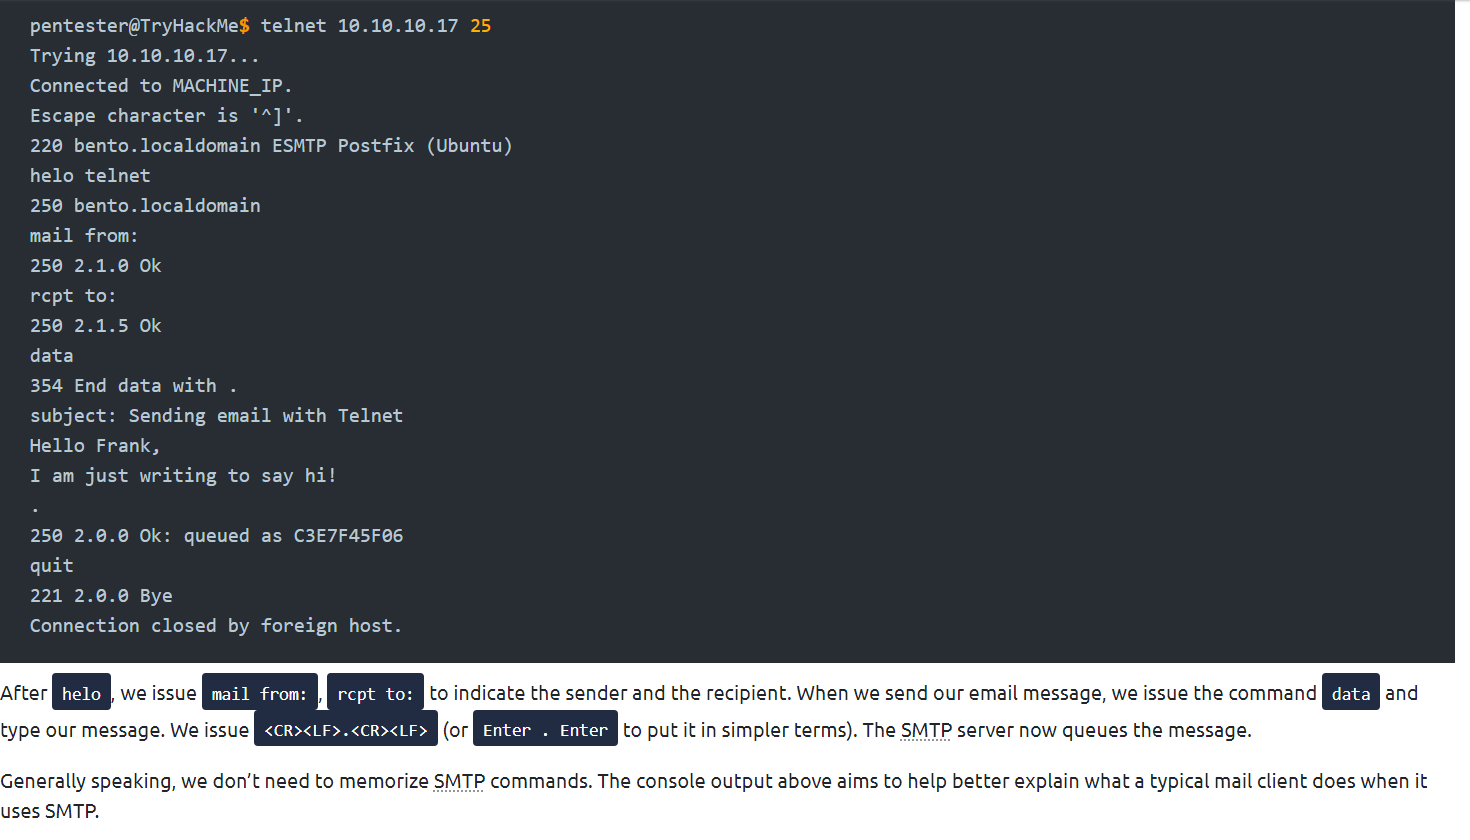 pentester@TryHackMe$ telnet 10.10.10.17 25
Trying 10.10.10.17...
Connected to MACHINE_IP.
Escape character is '^]'.
220 bento.localdomain ESMTP Postfix (Ubuntu)
helo telnet
250 bento.localdomain
mail from:
250 2.1.0 Ok
rcpt to:
250 2.1.5 Ok
data
354 End data with .
subject: Sending email with Telnet
Hello Frank,
I am just writing to say hi!
.
250 2.0.0 Ok: queued as C3E7F45F06
quit
221 2.0.0 Bye
Connection closed by foreign host.
After helo, we issue mail from:, rcpt to: to indicate the sender and the recipient. When we send our email message, we issue the command data and
type our message. We issue <CR><LF>.<CR><LF> (or Enter . Enter to put it in simpler terms). The SMTP server now queues the message.
Generally speaking, we don’t need to memorize SMTP commands. The console output above aims to help better explain what a typical mail client does when it
uses SMTP.